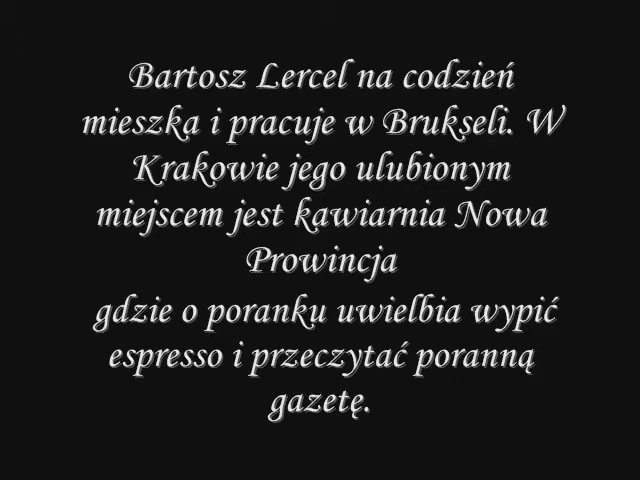 Bartosz Lercel na codzień
mieszka i pracuje w Brukseli. W
Krakowie jego ulubionym
miejscem jest kawiarnia Nowa
Prowincja
gdzie o poranku uwielbia wypić
espresso i przeczytać poranną
gazetę.